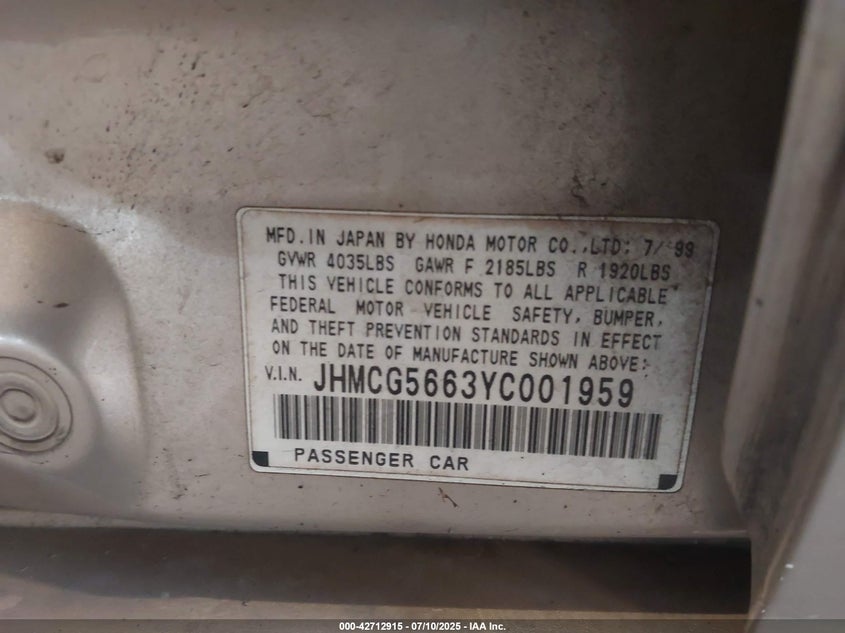 MFD. IN JAPAN BY HONDA MOTOR CO., LTD: 7/'99
GVWR 4035LBS GAWR F 2185LBS R 1920LBS
THIS VEHICLE CONFORMS TO ALL APPLICABLE
FEDERAL MOTOR VEHICLE SAFETY, BUMPER,
AND THEFT PREVENTION STANDARDS IN EFFECT
ON THE DATE OF MANUFACTURE SHOWN ABOVE:
V.I.N. JHMCG5663YC001959
PASSENGER CAR
000-42712915 - 07/10/2025 - IAA Inc.